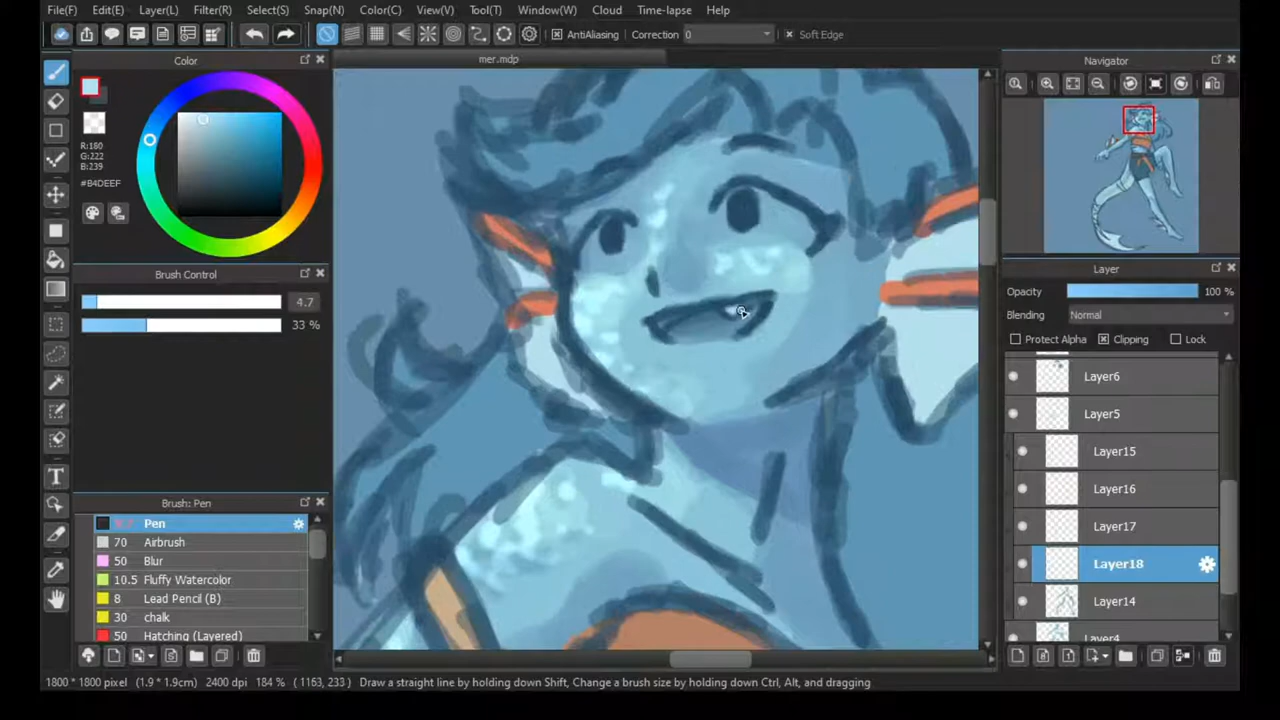 File(F) Edit(E) Layer(L) Filter(R) Select(S) Snap(N) Color(C) View(V) Tool(T) Window(W) Cloud Time-lapse Help
AntiAliasing Correction 0 Soft Edge
Color
mer.mdp
Navigator
R:180
G:222
B:239
#B4DEEF
Brush Control
4.7
33 %
Layer
Opacity 100 %
Blending Normal
Protect Alpha Clipping Lock
Layer6
Layer5
Layer15
Layer16
Layer17
Layer18
Layer14
Layer4
Brush: Pen
Pen
70 Airbrush
50 Blur
10.5 Fluffy Watercolor
8 Lead Pencil (B)
30 chalk
50 Hatching (Layered)
1800 * 1800 pixel (1.9 * 1.9cm) 2400 dpi 184 % ( 1163, 233 ) Draw a straight line by holding down Shift, Change a brush size by holding down Ctrl, Alt, and dragging